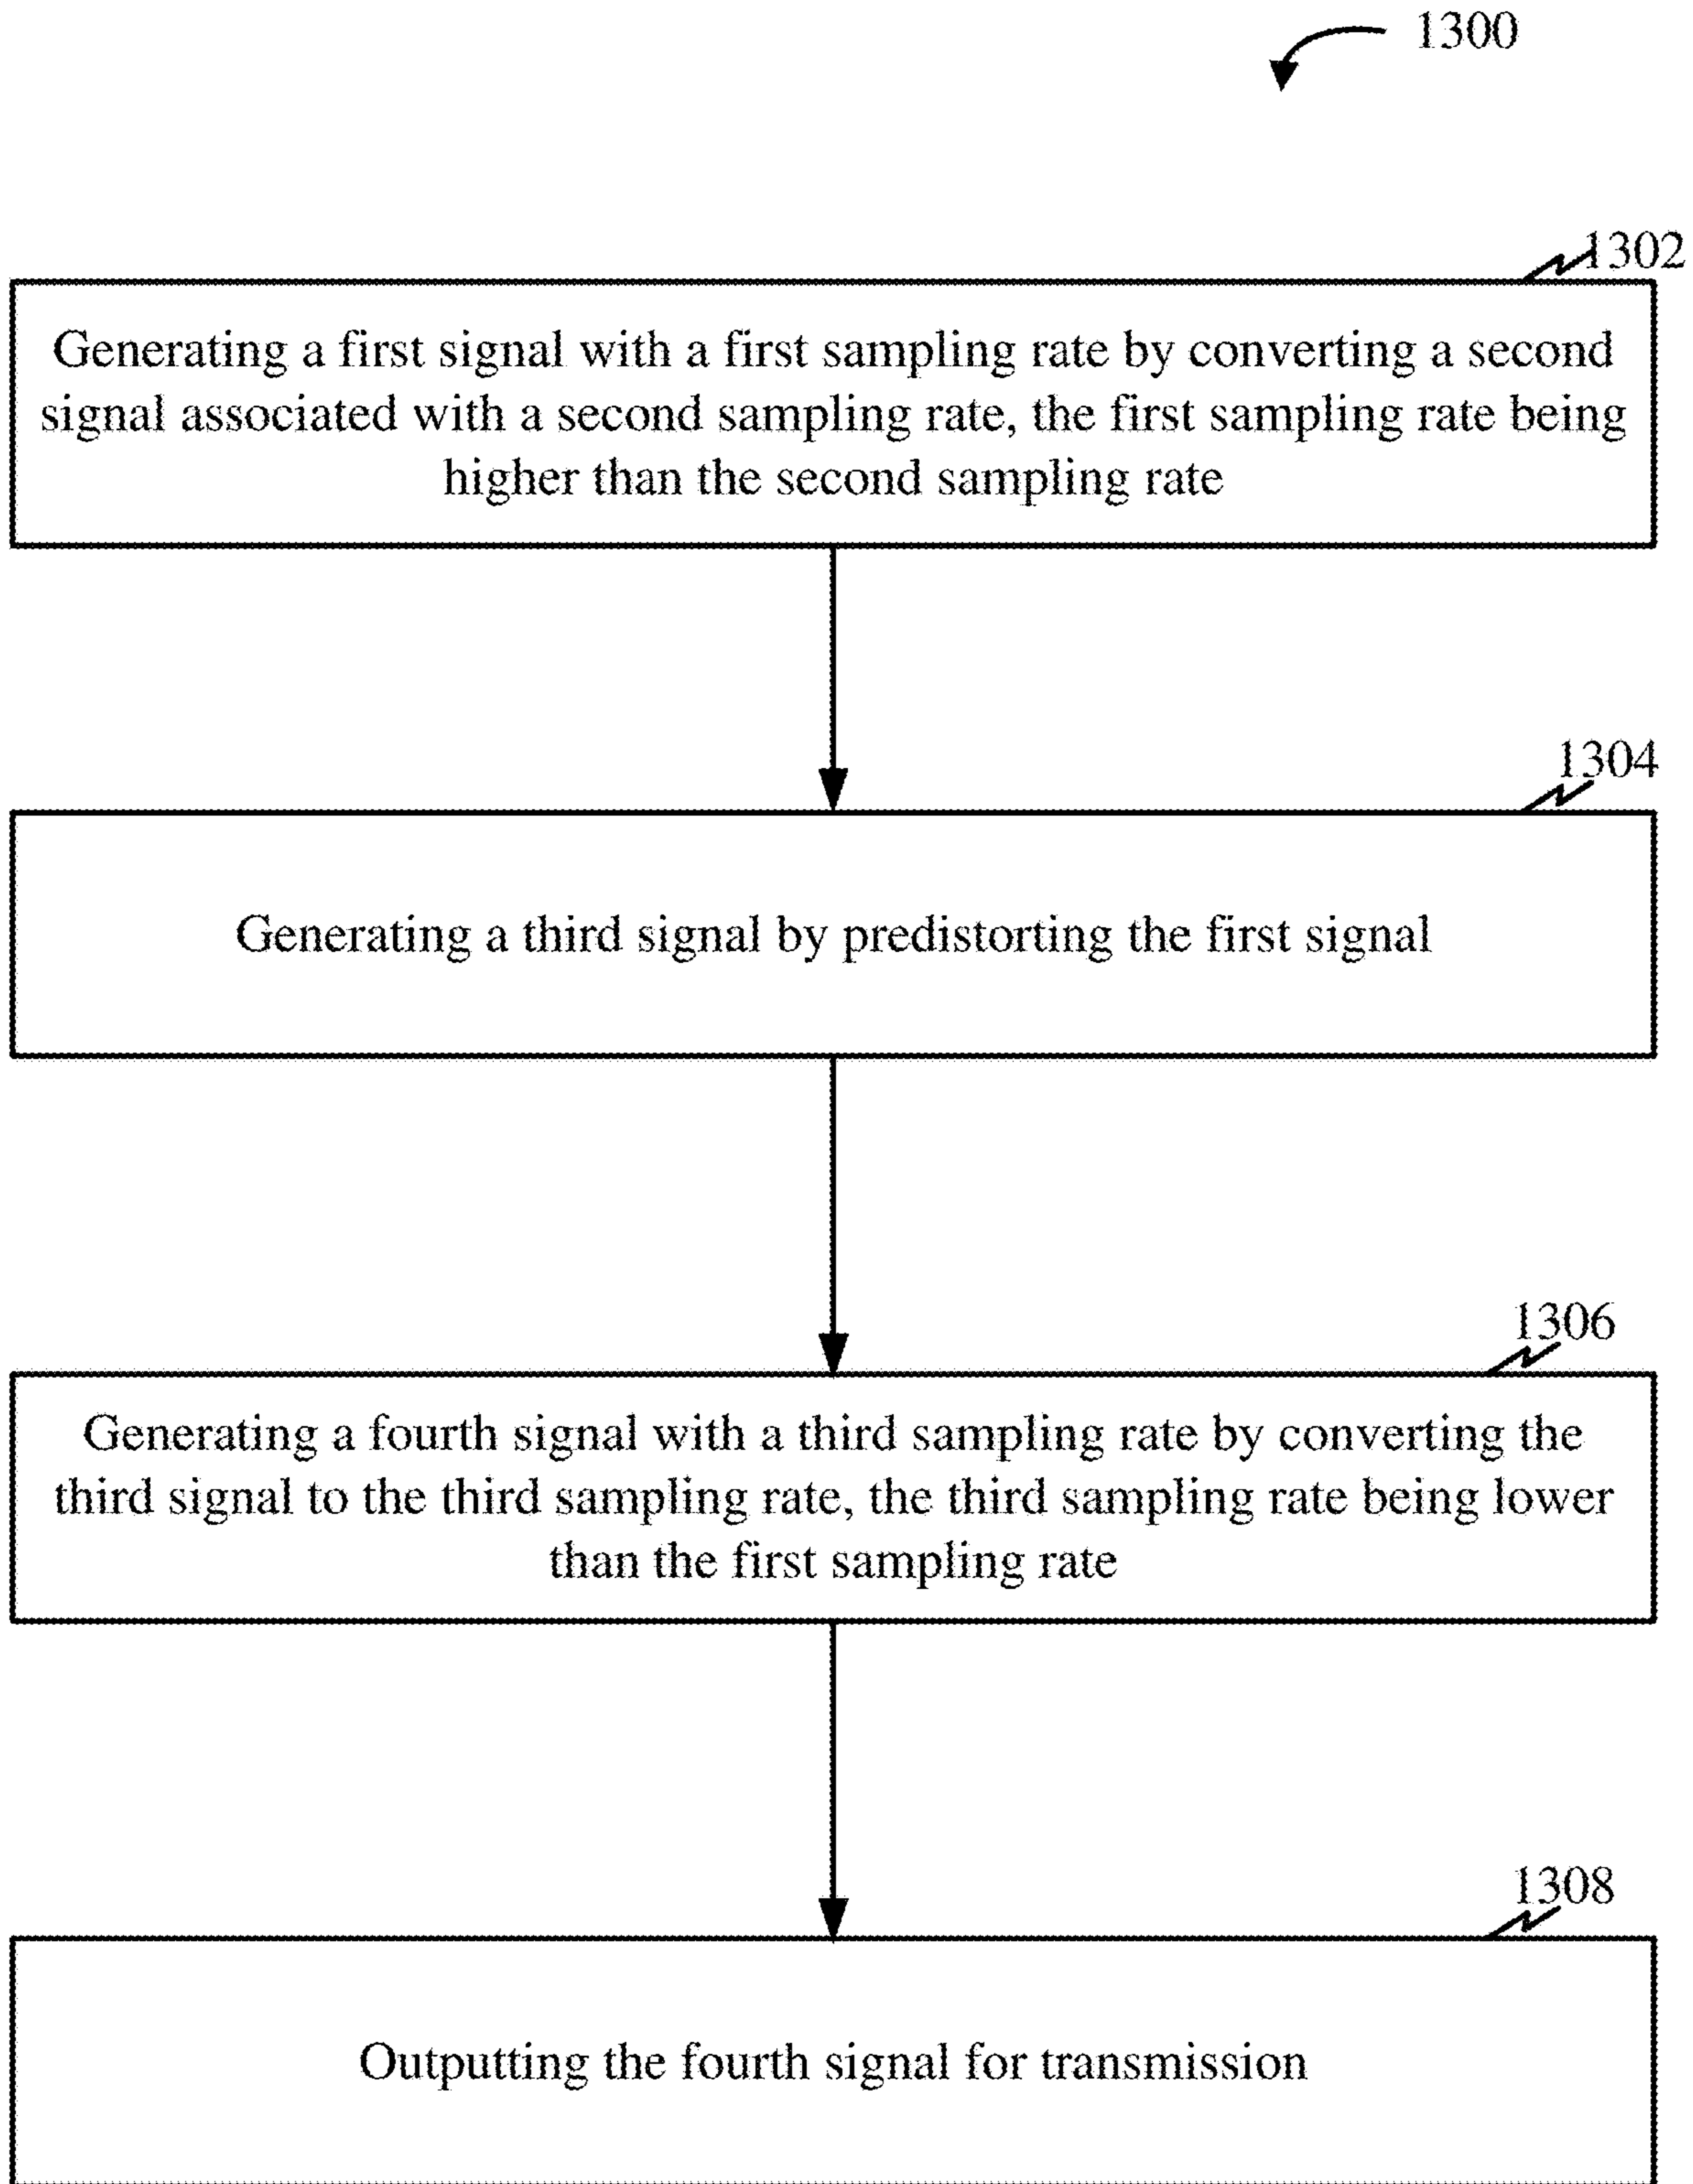 1300
1302
Generating a first signal with a first sampling rate by converting a second
signal associated with a second sampling rate, the first sampling rate being
higher than the second sampling rate
1304
Generating a third signal by predistorting the first signal
1306
Generating a fourth signal with a third sampling rate by converting the
third signal to the third sampling rate, the third sampling rate being lower
than the first sampling rate
1308
Outputting the fourth signal for transmission